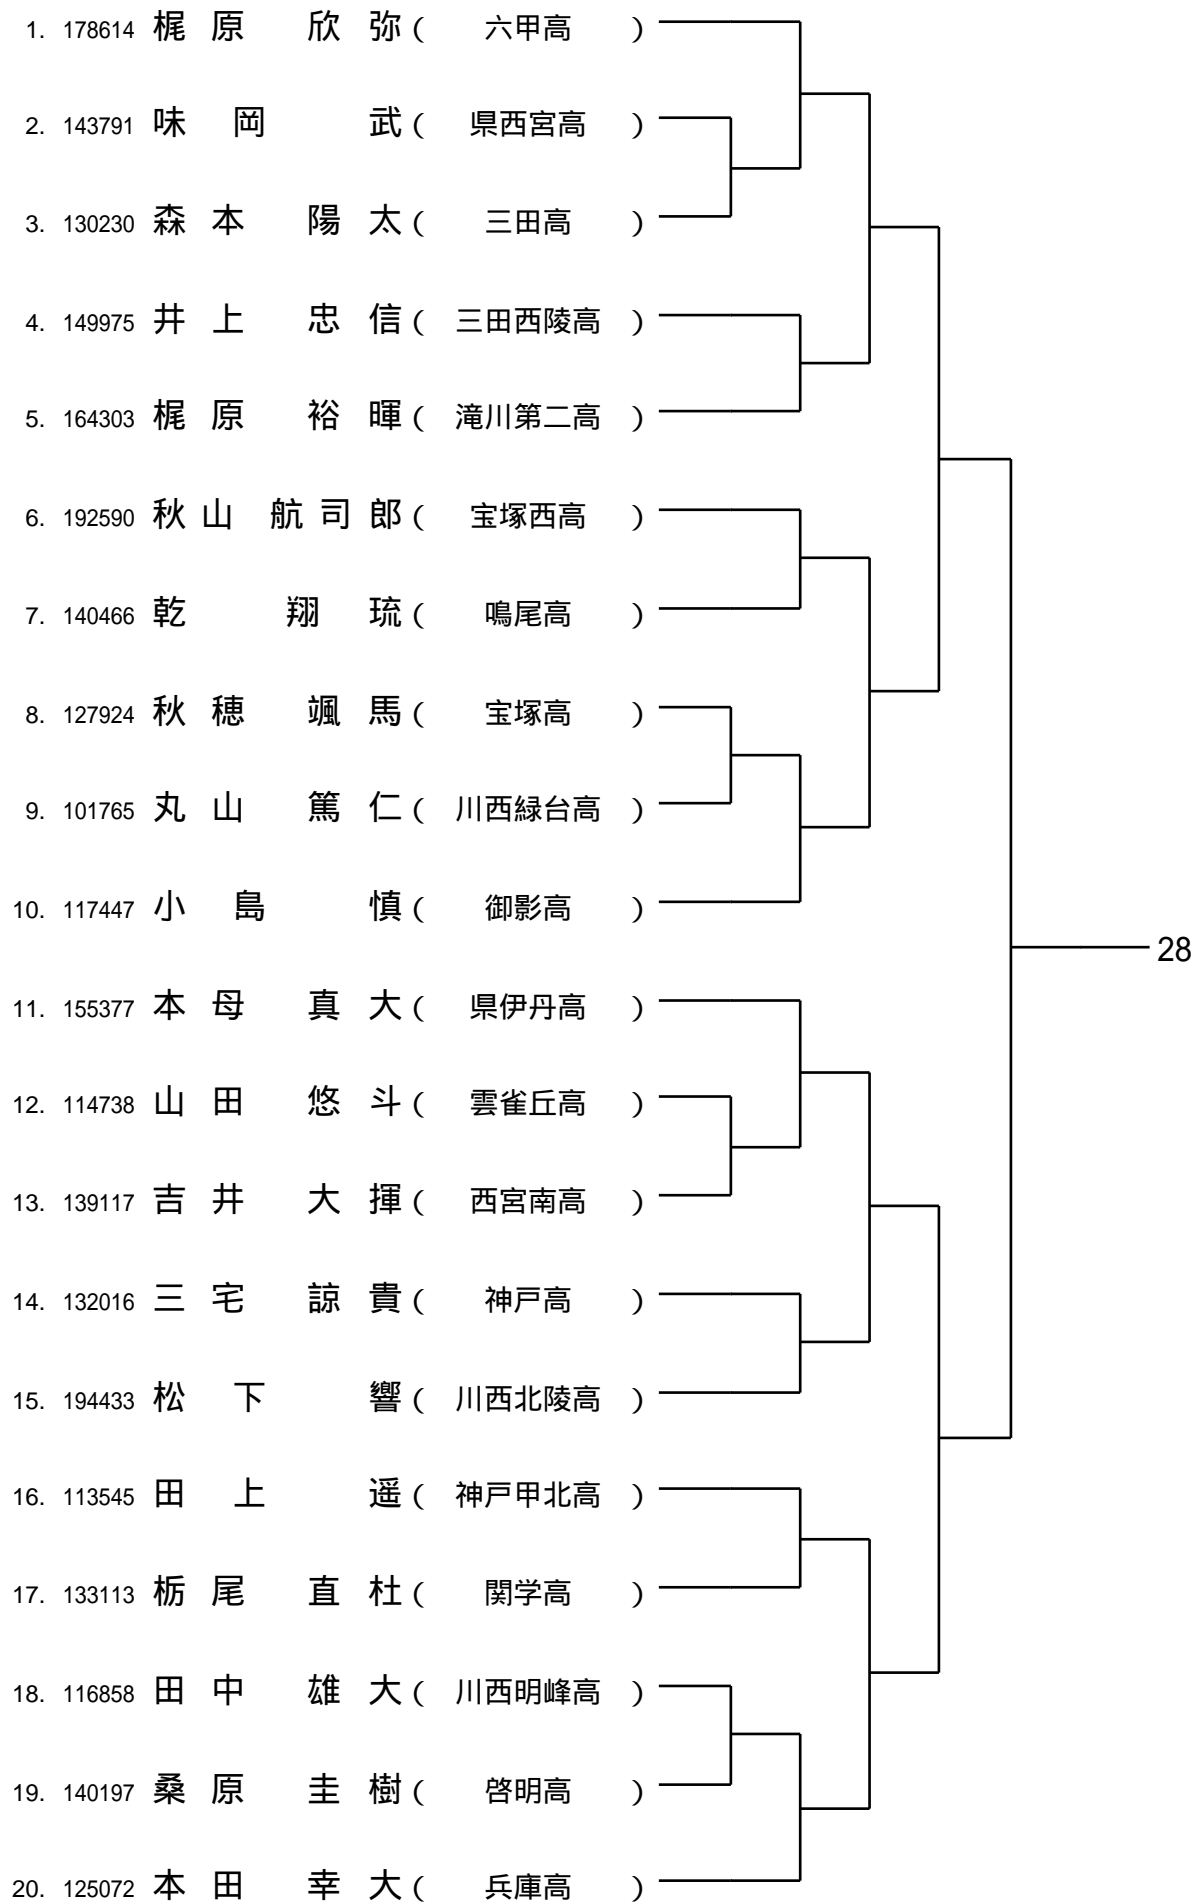 1. 178614 梶原 欣弥 ( 六甲高 )
2. 143791 味岡 武 ( 県西宮高 )
3. 130230 森本 陽太 ( 三田高 )
4. 149975 井上 忠信 ( 三田西陵高 )
5. 164303 梶原 裕暉 ( 滝川第二高 )
6. 192590 秋山 航司郎 ( 宝塚西高 )
7. 140466 乾 翔琉 ( 鳴尾高 )
8. 127924 秋穂 颯馬 ( 宝塚高 )
9. 101765 丸山 篤仁 ( 川西緑台高 )
10. 117447 小島 慎 ( 御影高 )
28
11. 155377 本母 真大 ( 県伊丹高 )
12. 114738 山田 悠斗 ( 雲雀丘高 )
13. 139117 吉井 大揮 ( 西宮南高 )
14. 132016 三宅 諒貴 ( 神戸高 )
15. 194433 松下 響 ( 川西北陵高 )
16. 113545 田上 遥 ( 神戸甲北高 )
17. 133113 栃尾 直杜 ( 関学高 )
18. 116858 田中 雄大 ( 川西明峰高 )
19. 140197 桑原 圭樹 ( 啓明高 )
20. 125072 本田 幸大 ( 兵庫高 )